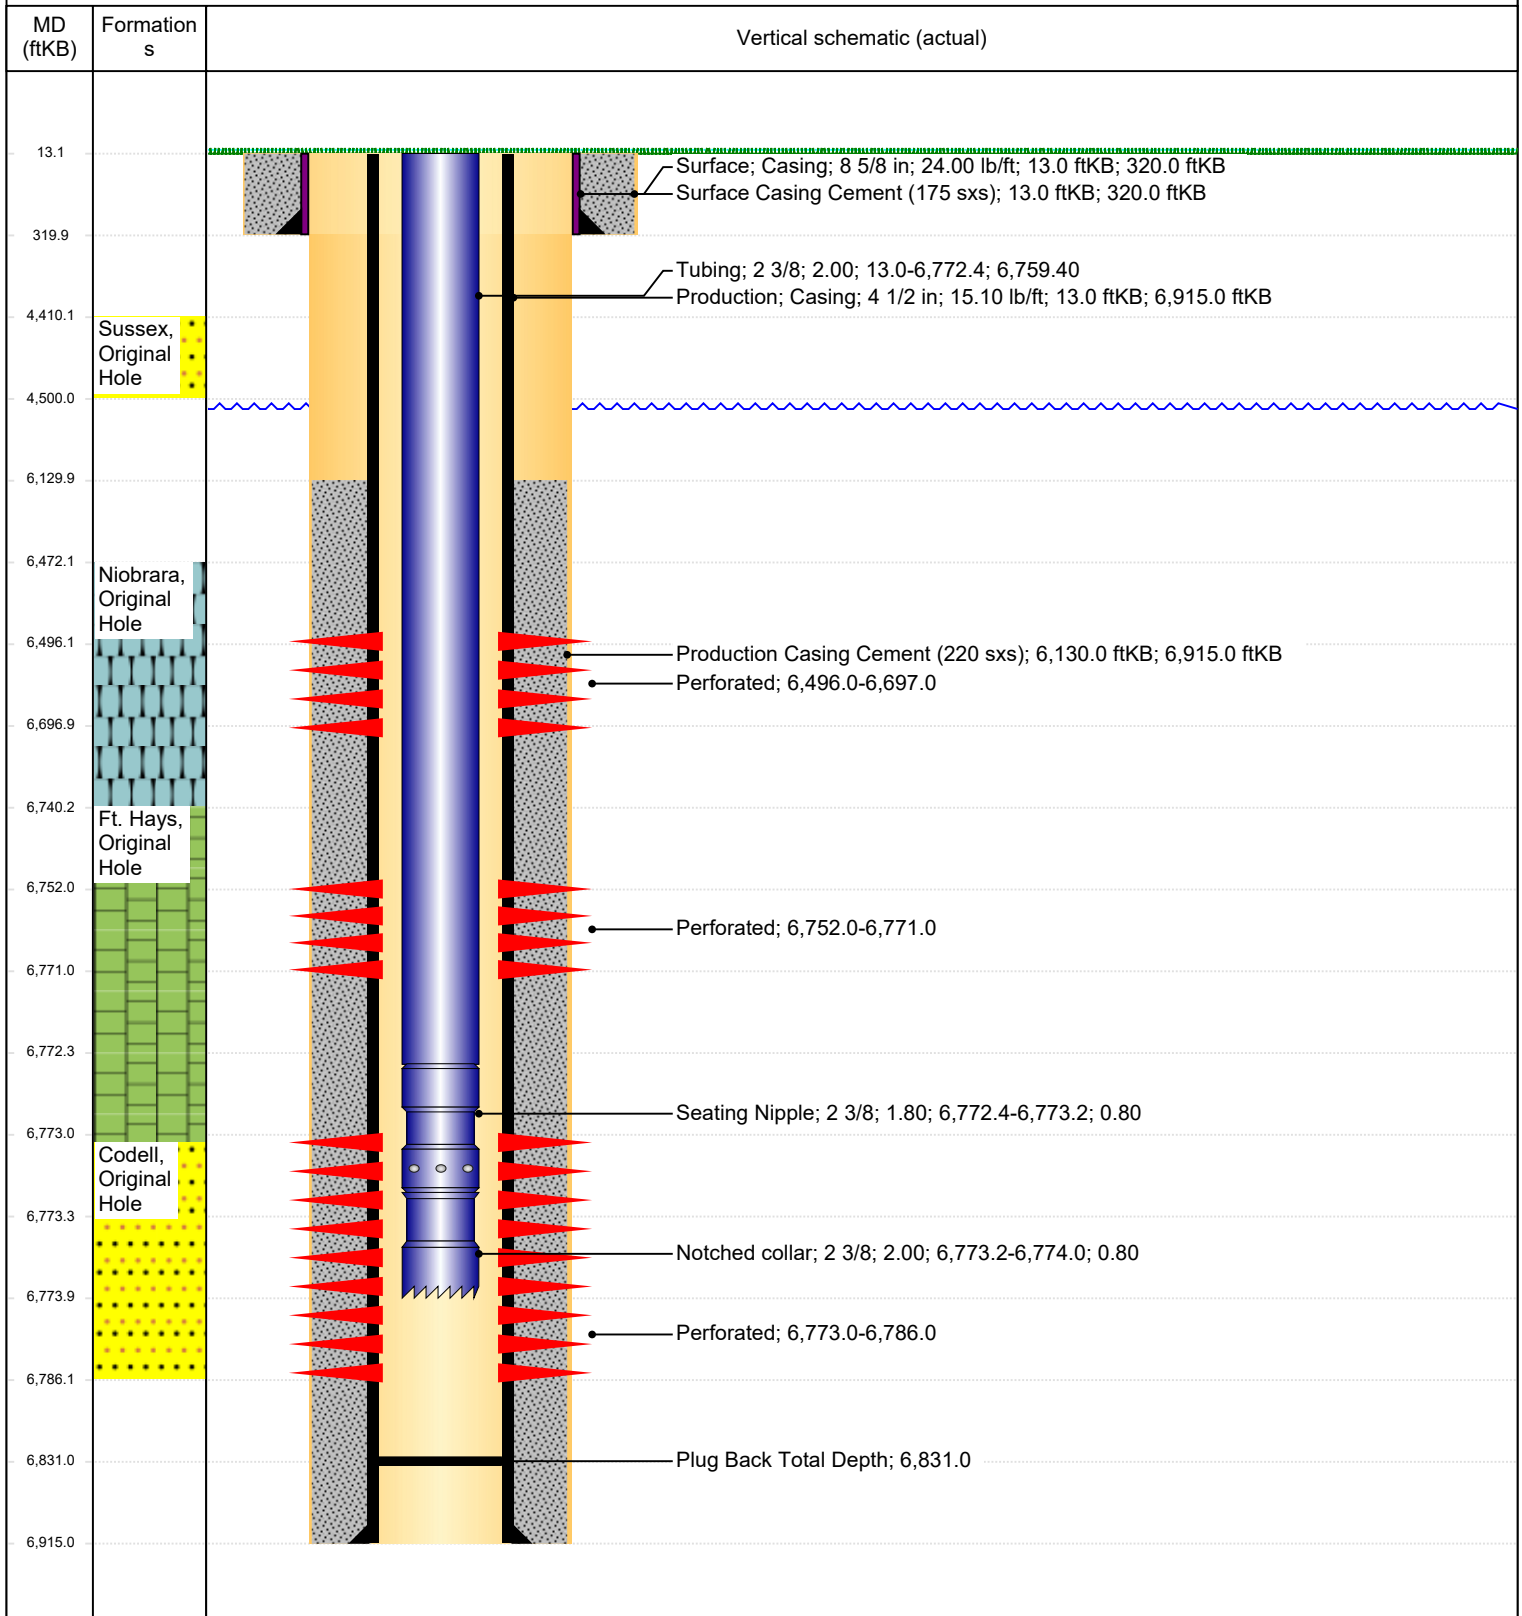 MD
(ftKB)
Formation
s
Vertical schematic (actual)
13.1
Surface; Casing; 8 5/8 in; 24.00 lb/ft; 13.0 ftKB; 320.0 ftKB
Surface Casing Cement (175 sxs); 13.0 ftKB; 320.0 ftKB
319.9
Tubing; 2 3/8; 2.00; 13.0-6,772.4; 6,759.40
Production; Casing; 4 1/2 in; 15.10 lb/ft; 13.0 ftKB; 6,915.0 ftKB
4,410.1
Sussex,
Original
Hole
4,500.0
6,129.9
6,472.1
Niobrara,
Original
Hole
6,496.1
Production Casing Cement (220 sxs); 6,130.0 ftKB; 6,915.0 ftKB
Perforated; 6,496.0-6,697.0
6,696.9
6,740.2
Ft. Hays,
Original
Hole
6,752.0
Perforated; 6,752.0-6,771.0
6,771.0
6,772.3
Seating Nipple; 2 3/8; 1.80; 6,772.4-6,773.2; 0.80
6,773.0
Codell,
Original
Hole
6,773.3
Notched collar; 2 3/8; 2.00; 6,773.2-6,774.0; 0.80
6,773.9
Perforated; 6,773.0-6,786.0
6,786.1
6,831.0
Plug Back Total Depth; 6,831.0
6,915.0